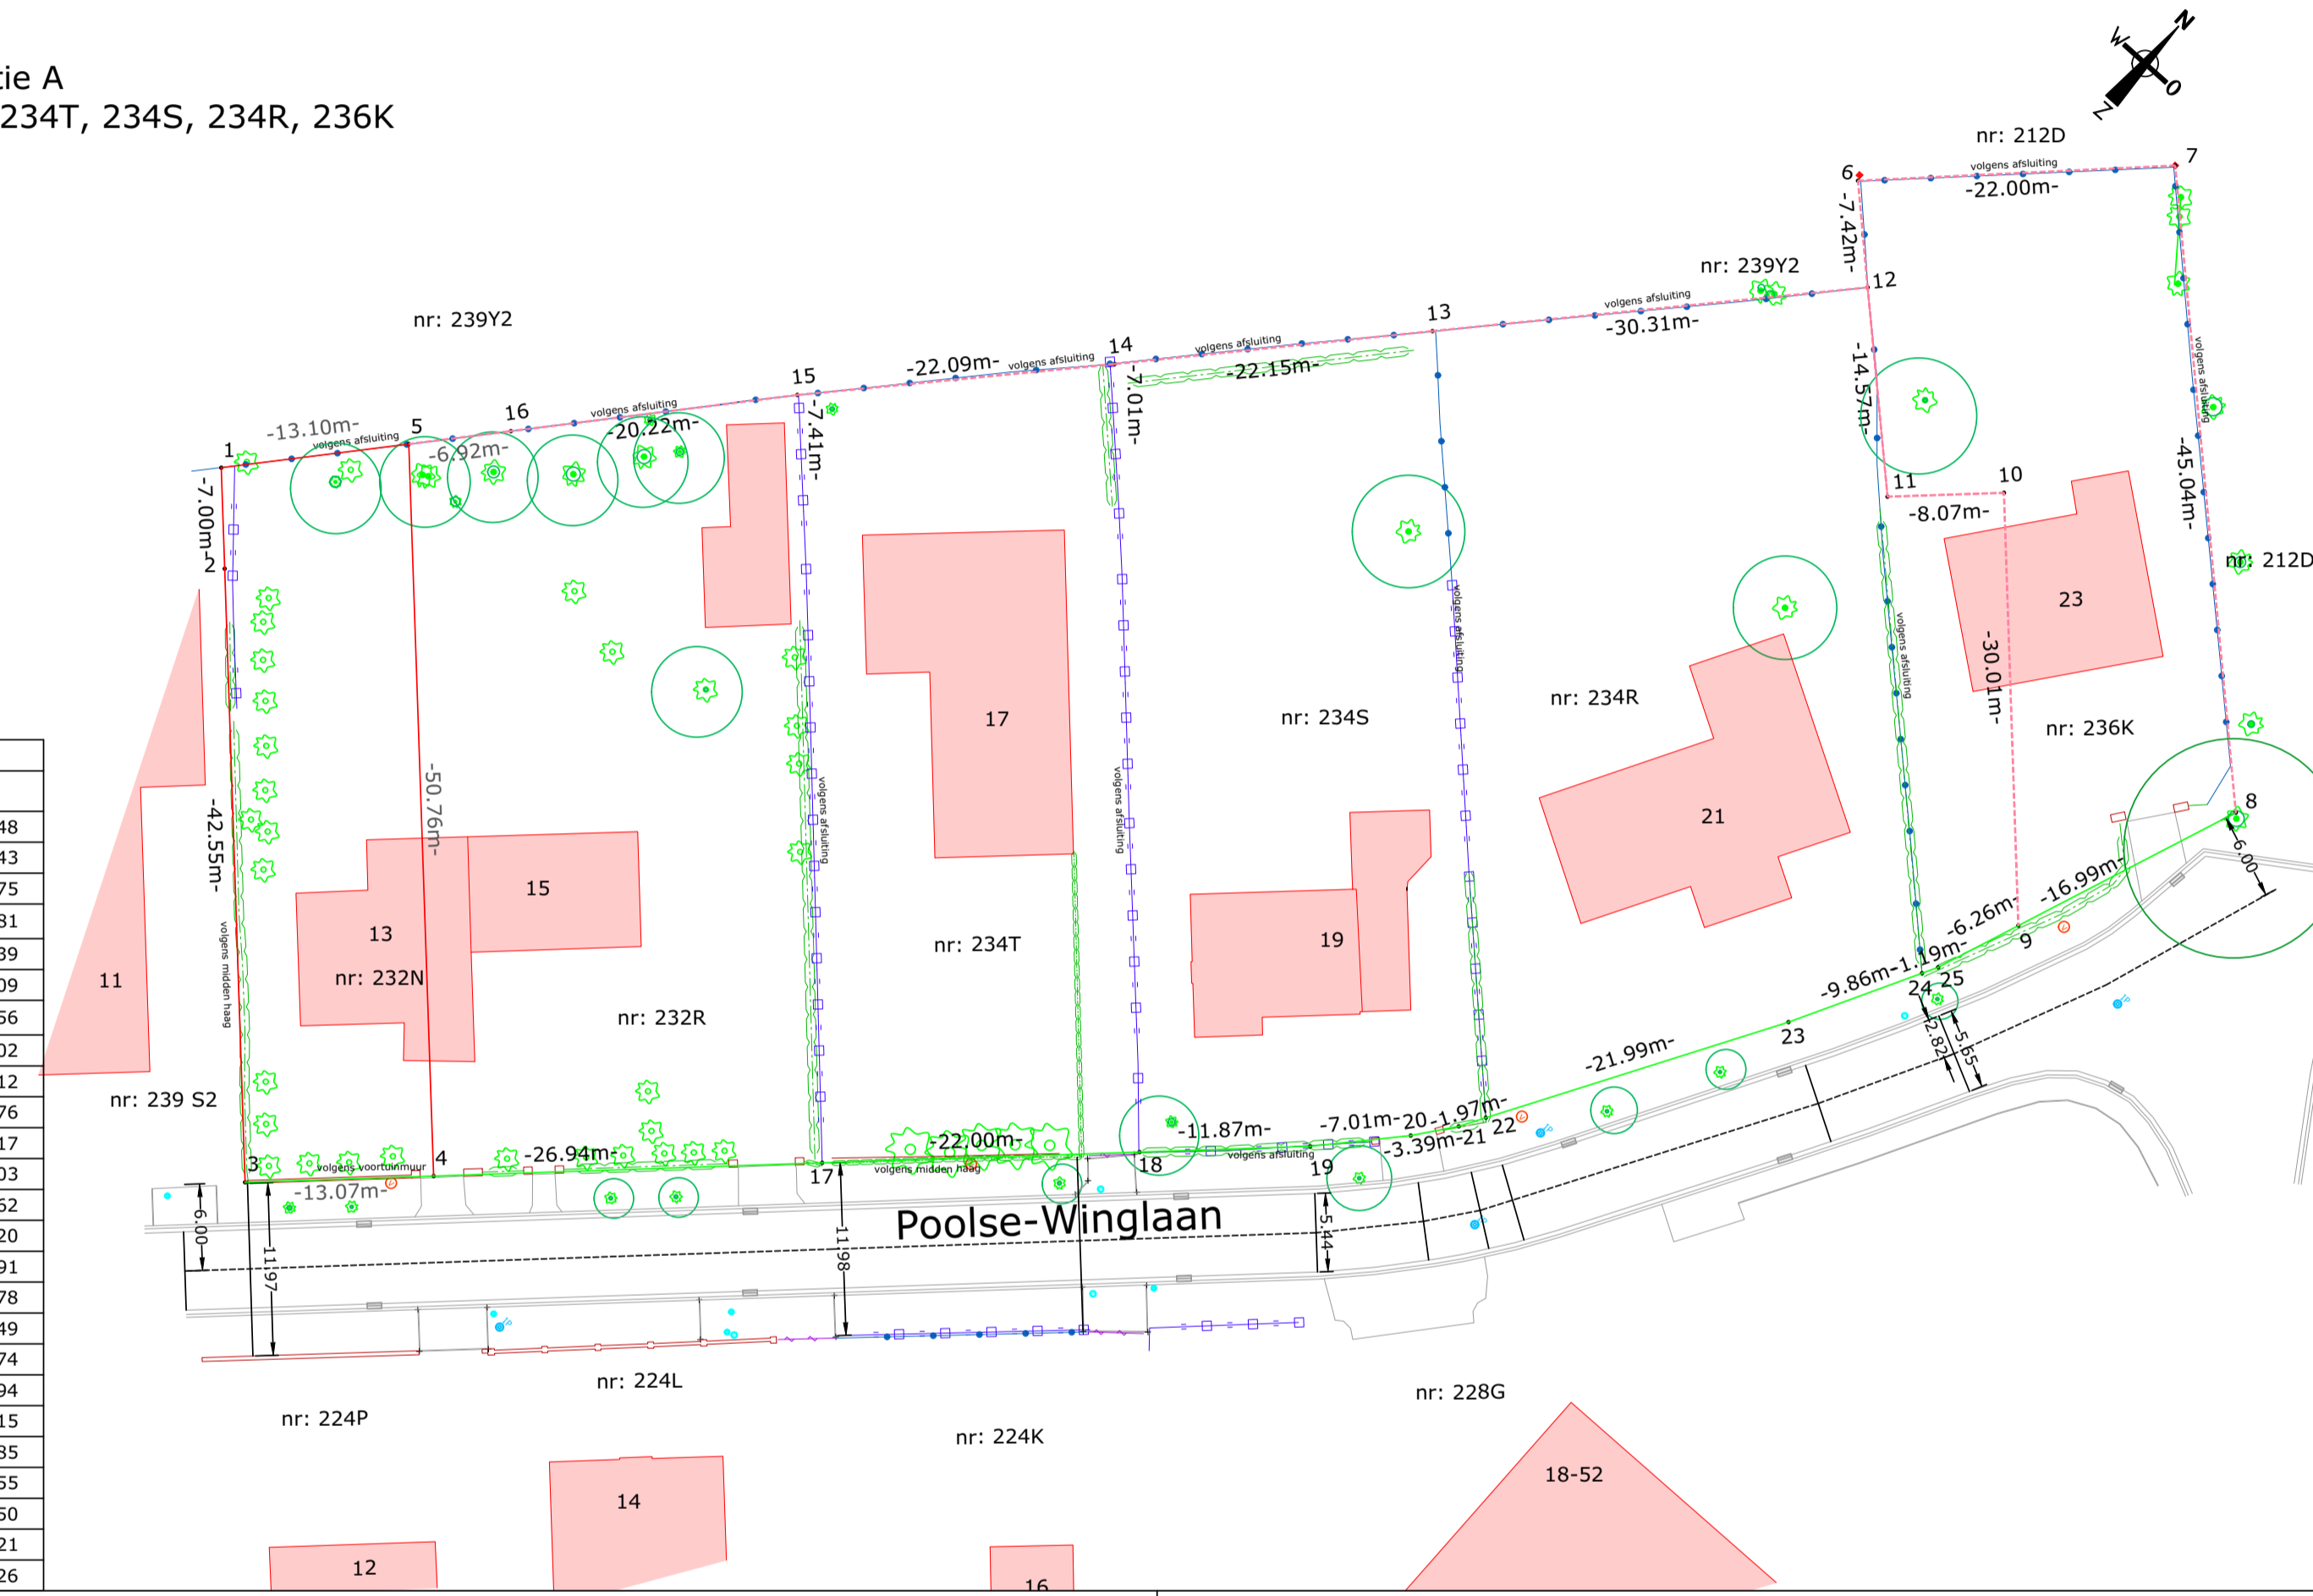 tie A
234T, 234S, 234R, 236K
N
W
O
Z
nr: 212D
6
volgens afsluiting
7
-22.00m-
-7.42m-
nr: 239Y2
12
volgens afsluiting
13
-30.31m-
nr: 239Y2
14
volgens afsluiting
-22.15m-
-22.09m-
volgens afsluiting
15
-7.41m-
-7.01m-
-14.57m-
volgens afsluiting
-45.04m-
16
volgens afsluiting
-20.22m-
5
-6.92m-
-13.10m-
volgens afsluiting
1
-7.00m-
2
11
10
-8.07m-
nr: 212D
23
-30.01m-
volgens afsluiting
volgens afsluiting
nr: 234R
nr: 234S
17
nr: 236K
-50.76m-
-42.55m-
volgens afsluiting
volgens afsluiting
21
8
6.00
-16.99m-
15
13
nr: 232N
nr: 232R
volgens midden haag
11
nr: 234T
19
-6.26m-
9
-1.19m-
-9.86m-
24
25
2.82
5.65
23
-21.99m-
nr: 239 S2
48
43
75
81
39
09
56
02
12
76
17
03
62
20
91
78
49
74
94
15
85
55
50
21
26
3
volgens voortuinmuur
4
-13.07m-
-26.94m-
17
-22.00m-
volgens midden haag
18
-11.87m-
volgens afsluiting
19
-7.01m-
20
-1.97m-
-3.39m-
21
22
6.00
11.97
11.98
Poolse-Winglaan
5.44
nr: 224L
nr: 224P
nr: 224K
nr: 228G
14
12
16
18-52